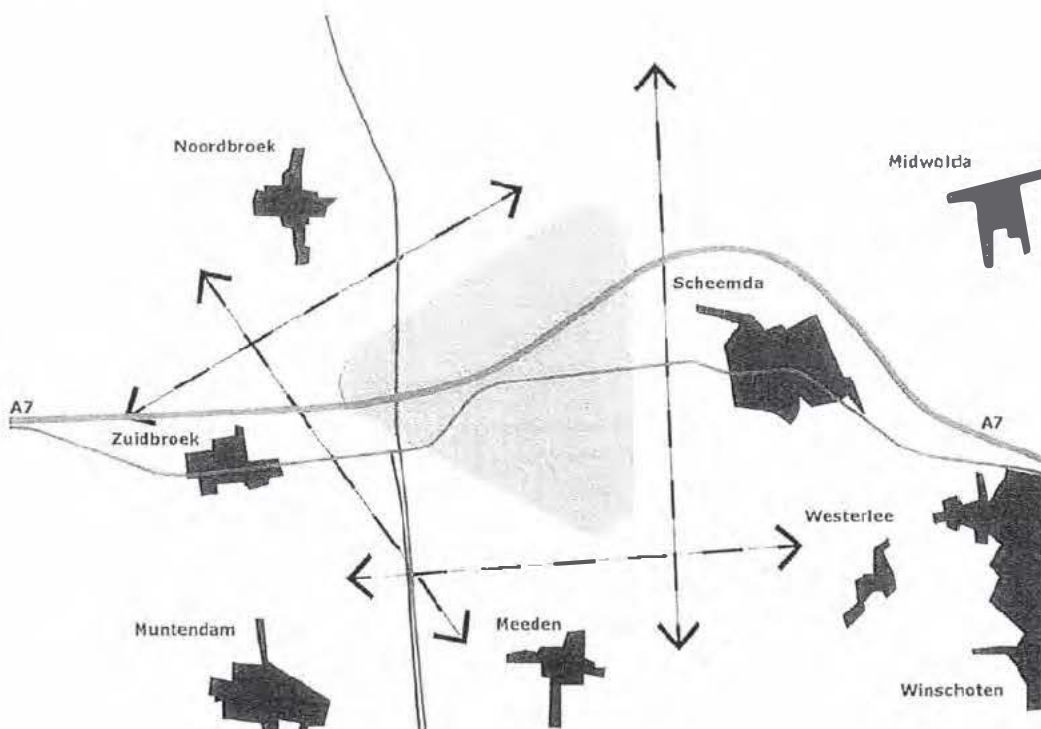 Noordbroek
Midwolda
Scheemda
A7
Zuidbroek
A7
Westerlee
Muntendam
Meeden
Winschoten